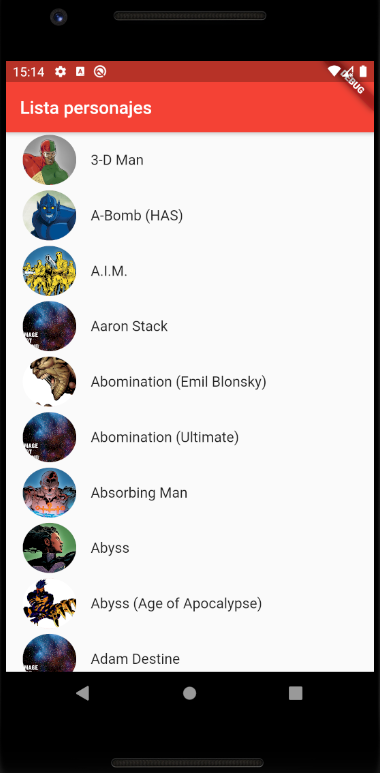 15:14
DEBUG
Lista personajes
3-D Man
A-Bomb (HAS)
A.I.M.
Aaron Stack
Abomination (Emil Blonsky)
Abomination (Ultimate)
Absorbing Man
Abyss
Abyss (Age of Apocalypse)
Adam Destine